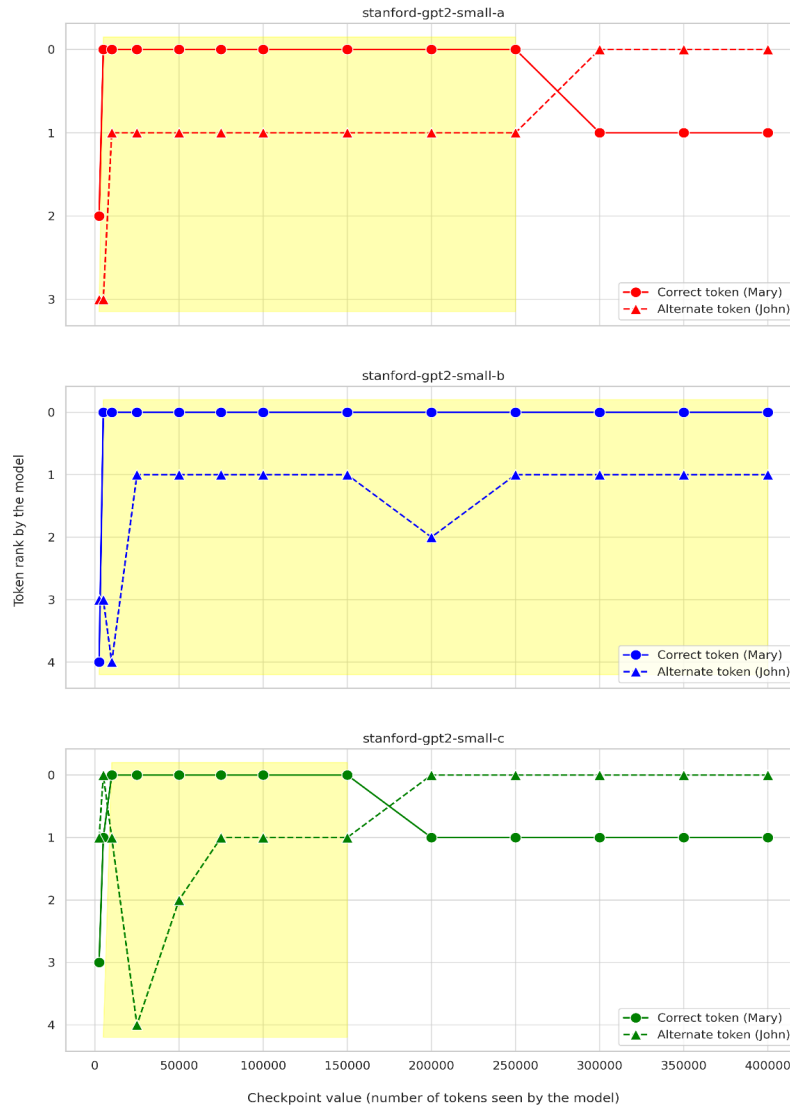 stanford-gpt2-small-a
0
1
2
3
Correct token (Mary)
Alternate token (John)
stanford-gpt2-small-b
Token rank by the model
0
1
2
3
4
Correct token (Mary)
Alternate token (John)
stanford-gpt2-small-c
0
1
2
3
4
Correct token (Mary)
Alternate token (John)
0 50000 100000 150000 200000 250000 300000 350000 400000
Checkpoint value (number of tokens seen by the model)